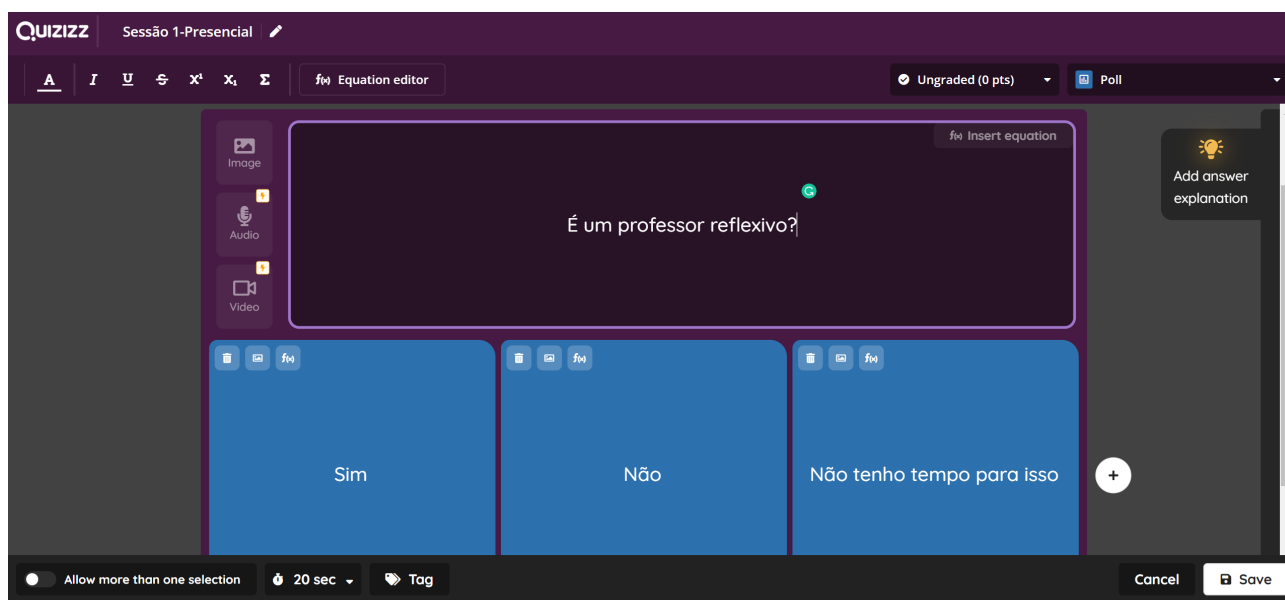 QUIZIZZ
Sessão 1-Presencial
A I U S X¹ X₁ Σ f(x) Equation editor
Ungraded (0 pts)
Poll
Image
Audio
Video
f(x) Insert equation
É um professor reflexivo?
Add answer
explanation
f(x)
f(x)
f(x)
Sim
Não
Não tenho tempo para isso
+
Allow more than one selection
20 sec
Tag
Cancel
Save